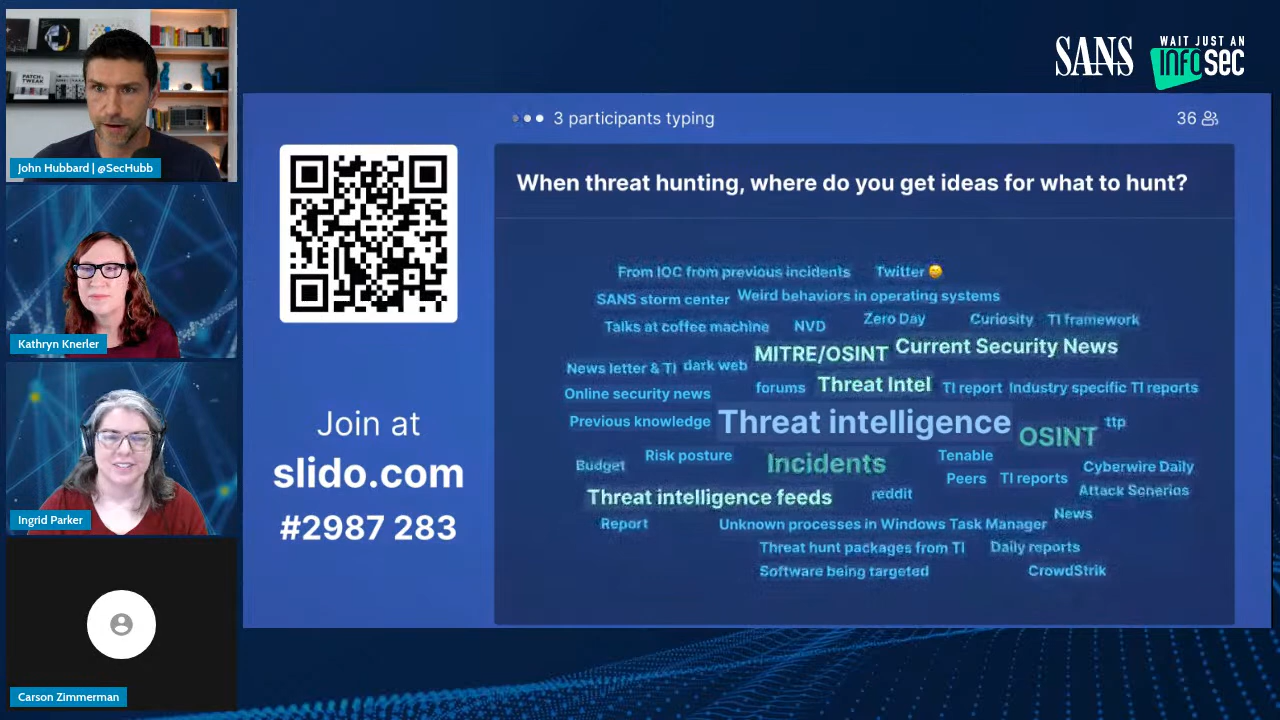 John Hubbard | @SecHubb
Kathryn Knerler
Ingrid Parker
Carson Zimmerman
SANS
WAIT JUST AN
INFOSEC
3 participants typing
36
Join at
slido.com
#2987 283
When threat hunting, where do you get ideas for what to hunt?
From IOC from previous incidents Twitter 😄
SANS storm center Weird behaviors in operating systems
Talks at coffee machine NVD Zero Day Curiosity TI framework
MITRE/OSINT Current Security News
News letter & TI dark web
Online security news forums Threat Intel TI report Industry specific TI reports
Previous knowledge Threat intelligence OSINT ttp
Budget Risk posture Incidents Tenable Cyberwire Daily
Threat intelligence feeds reddit Peers TI reports Attack Scnerios
Report Unknown processes in Windows Task Manager News
Threat hunt packages from TI Daily reports
Software being targeted CrowdStrik
PATCH
TWEAK